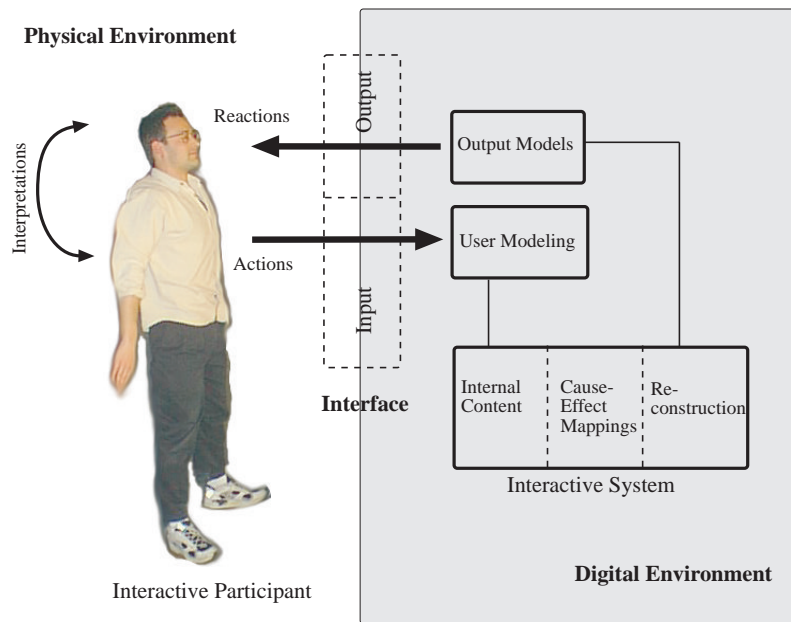 Physical Environment
Reactions
Output
Output Models
Interpretations
User Modeling
Actions
Input
Interface
Internal
Content
Cause-
Effect
Mappings
Re-
construction
Interactive System
Digital Environment
Interactive Participant